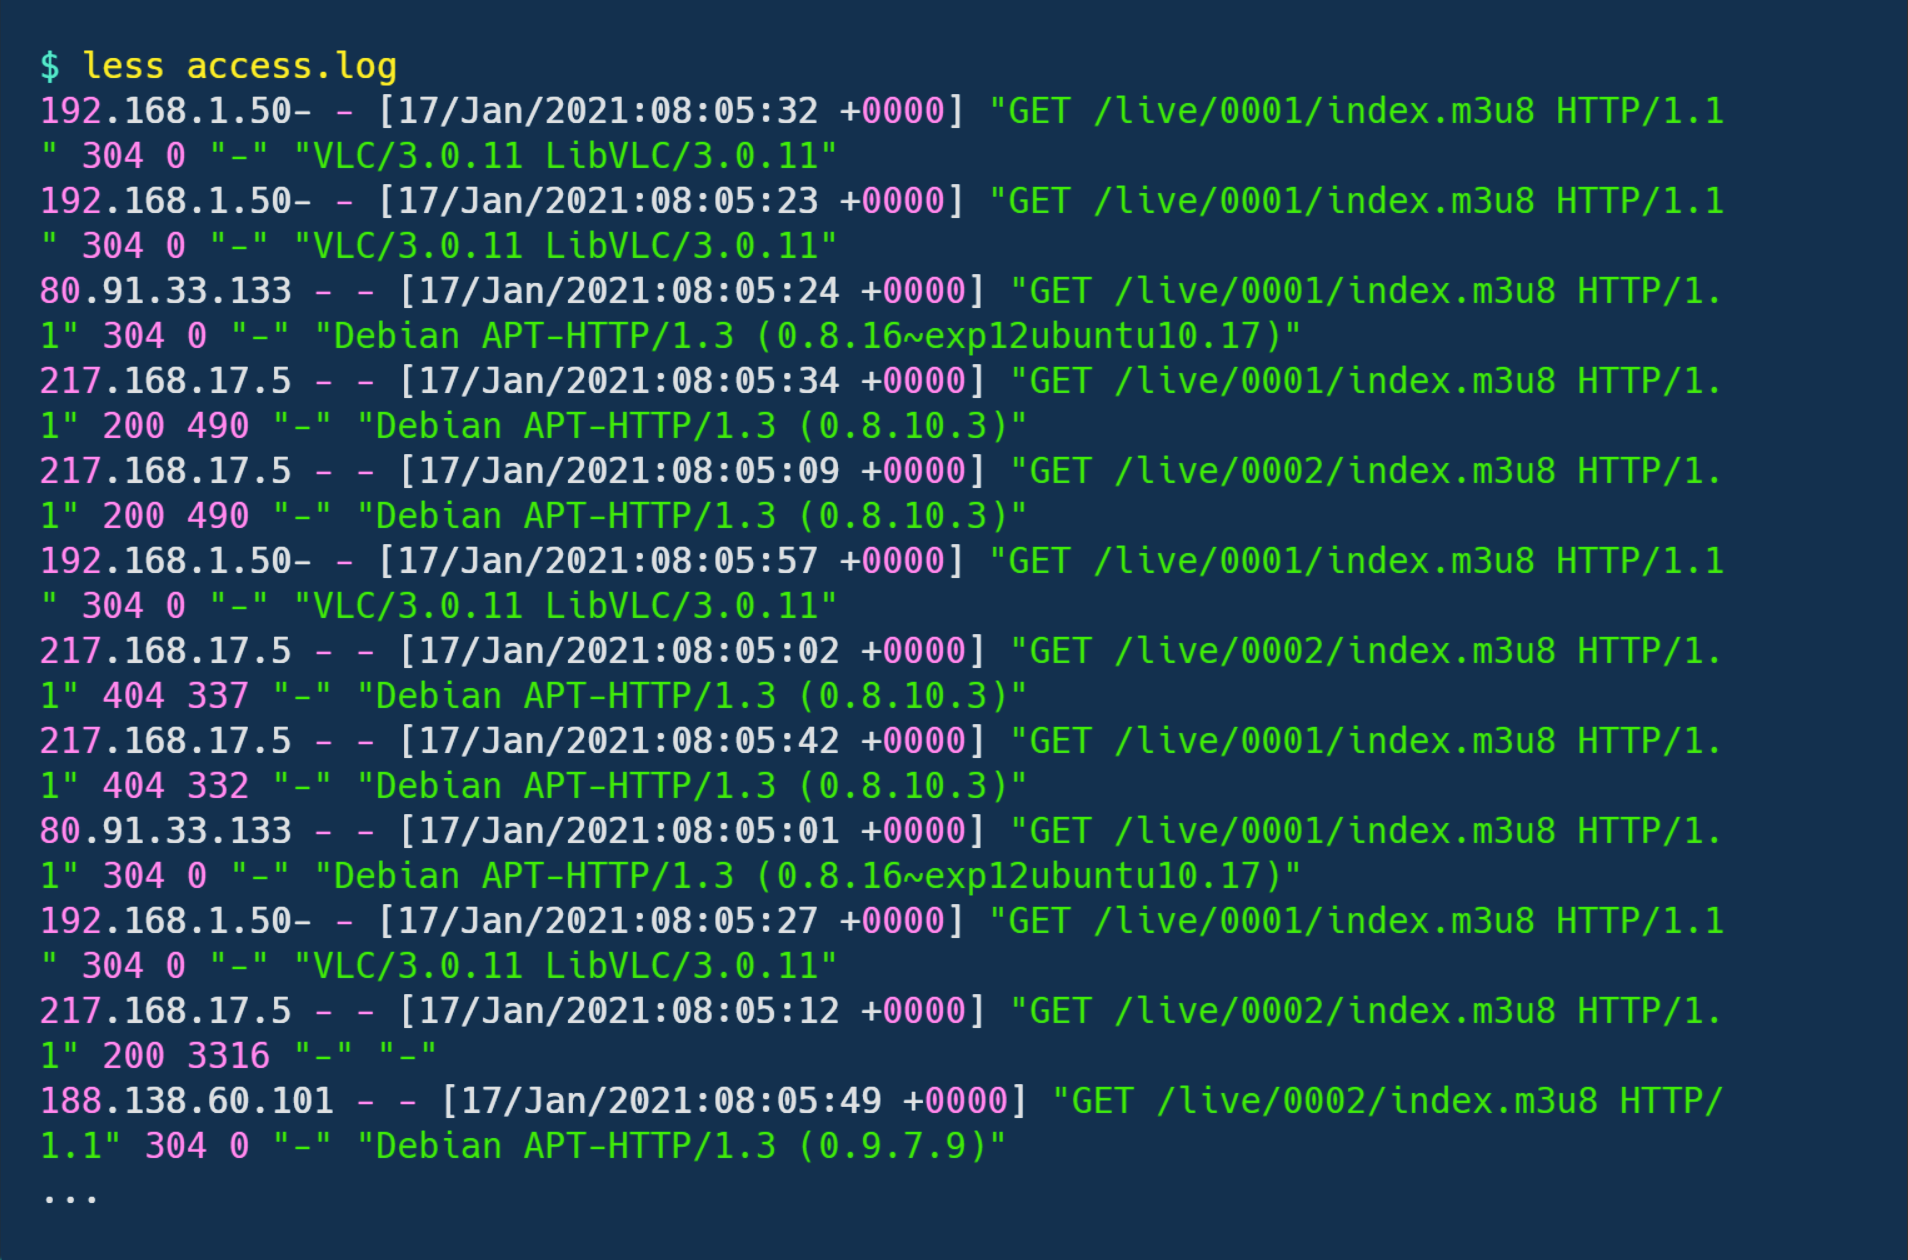 $ less access.log
192.168.1.50- - [17/Jan/2021:08:05:32 +0000] "GET /live/0001/index.m3u8 HTTP/1.1
" 304 0 "-" "VLC/3.0.11 LibVLC/3.0.11"
192.168.1.50- - [17/Jan/2021:08:05:23 +0000] "GET /live/0001/index.m3u8 HTTP/1.1
" 304 0 "-" "VLC/3.0.11 LibVLC/3.0.11"
80.91.33.133 - - [17/Jan/2021:08:05:24 +0000] "GET /live/0001/index.m3u8 HTTP/1.
1" 304 0 "-" "Debian APT-HTTP/1.3 (0.8.16~exp12ubuntu10.17)"
217.168.17.5 - - [17/Jan/2021:08:05:34 +0000] "GET /live/0001/index.m3u8 HTTP/1.
1" 200 490 "-" "Debian APT-HTTP/1.3 (0.8.10.3)"
217.168.17.5 - - [17/Jan/2021:08:05:09 +0000] "GET /live/0002/index.m3u8 HTTP/1.
1" 200 490 "-" "Debian APT-HTTP/1.3 (0.8.10.3)"
192.168.1.50- - [17/Jan/2021:08:05:57 +0000] "GET /live/0001/index.m3u8 HTTP/1.1
" 304 0 "-" "VLC/3.0.11 LibVLC/3.0.11"
217.168.17.5 - - [17/Jan/2021:08:05:02 +0000] "GET /live/0002/index.m3u8 HTTP/1.
1" 404 337 "-" "Debian APT-HTTP/1.3 (0.8.10.3)"
217.168.17.5 - - [17/Jan/2021:08:05:42 +0000] "GET /live/0001/index.m3u8 HTTP/1.
1" 404 332 "-" "Debian APT-HTTP/1.3 (0.8.10.3)"
80.91.33.133 - - [17/Jan/2021:08:05:01 +0000] "GET /live/0001/index.m3u8 HTTP/1.
1" 304 0 "-" "Debian APT-HTTP/1.3 (0.8.16~exp12ubuntu10.17)"
192.168.1.50- - [17/Jan/2021:08:05:27 +0000] "GET /live/0001/index.m3u8 HTTP/1.1
" 304 0 "-" "VLC/3.0.11 LibVLC/3.0.11"
217.168.17.5 - - [17/Jan/2021:08:05:12 +0000] "GET /live/0002/index.m3u8 HTTP/1.
1" 200 3316 "-" "-"
188.138.60.101 - - [17/Jan/2021:08:05:49 +0000] "GET /live/0002/index.m3u8 HTTP/
1.1" 304 0 "-" "Debian APT-HTTP/1.3 (0.9.7.9)"
...